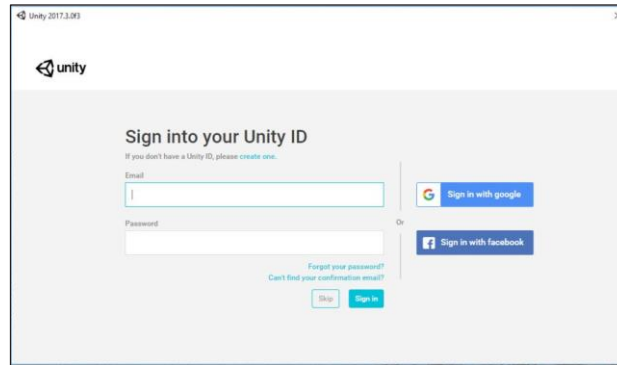 Unity 2017.3.0f3
unity
Sign into your Unity ID
If you don't have a Unity ID, please create one.
Email
Password
Forgot your password?
Can't find your confirmation email?
Skip
Sign in
Sign in with google
Or
Sign in with facebook